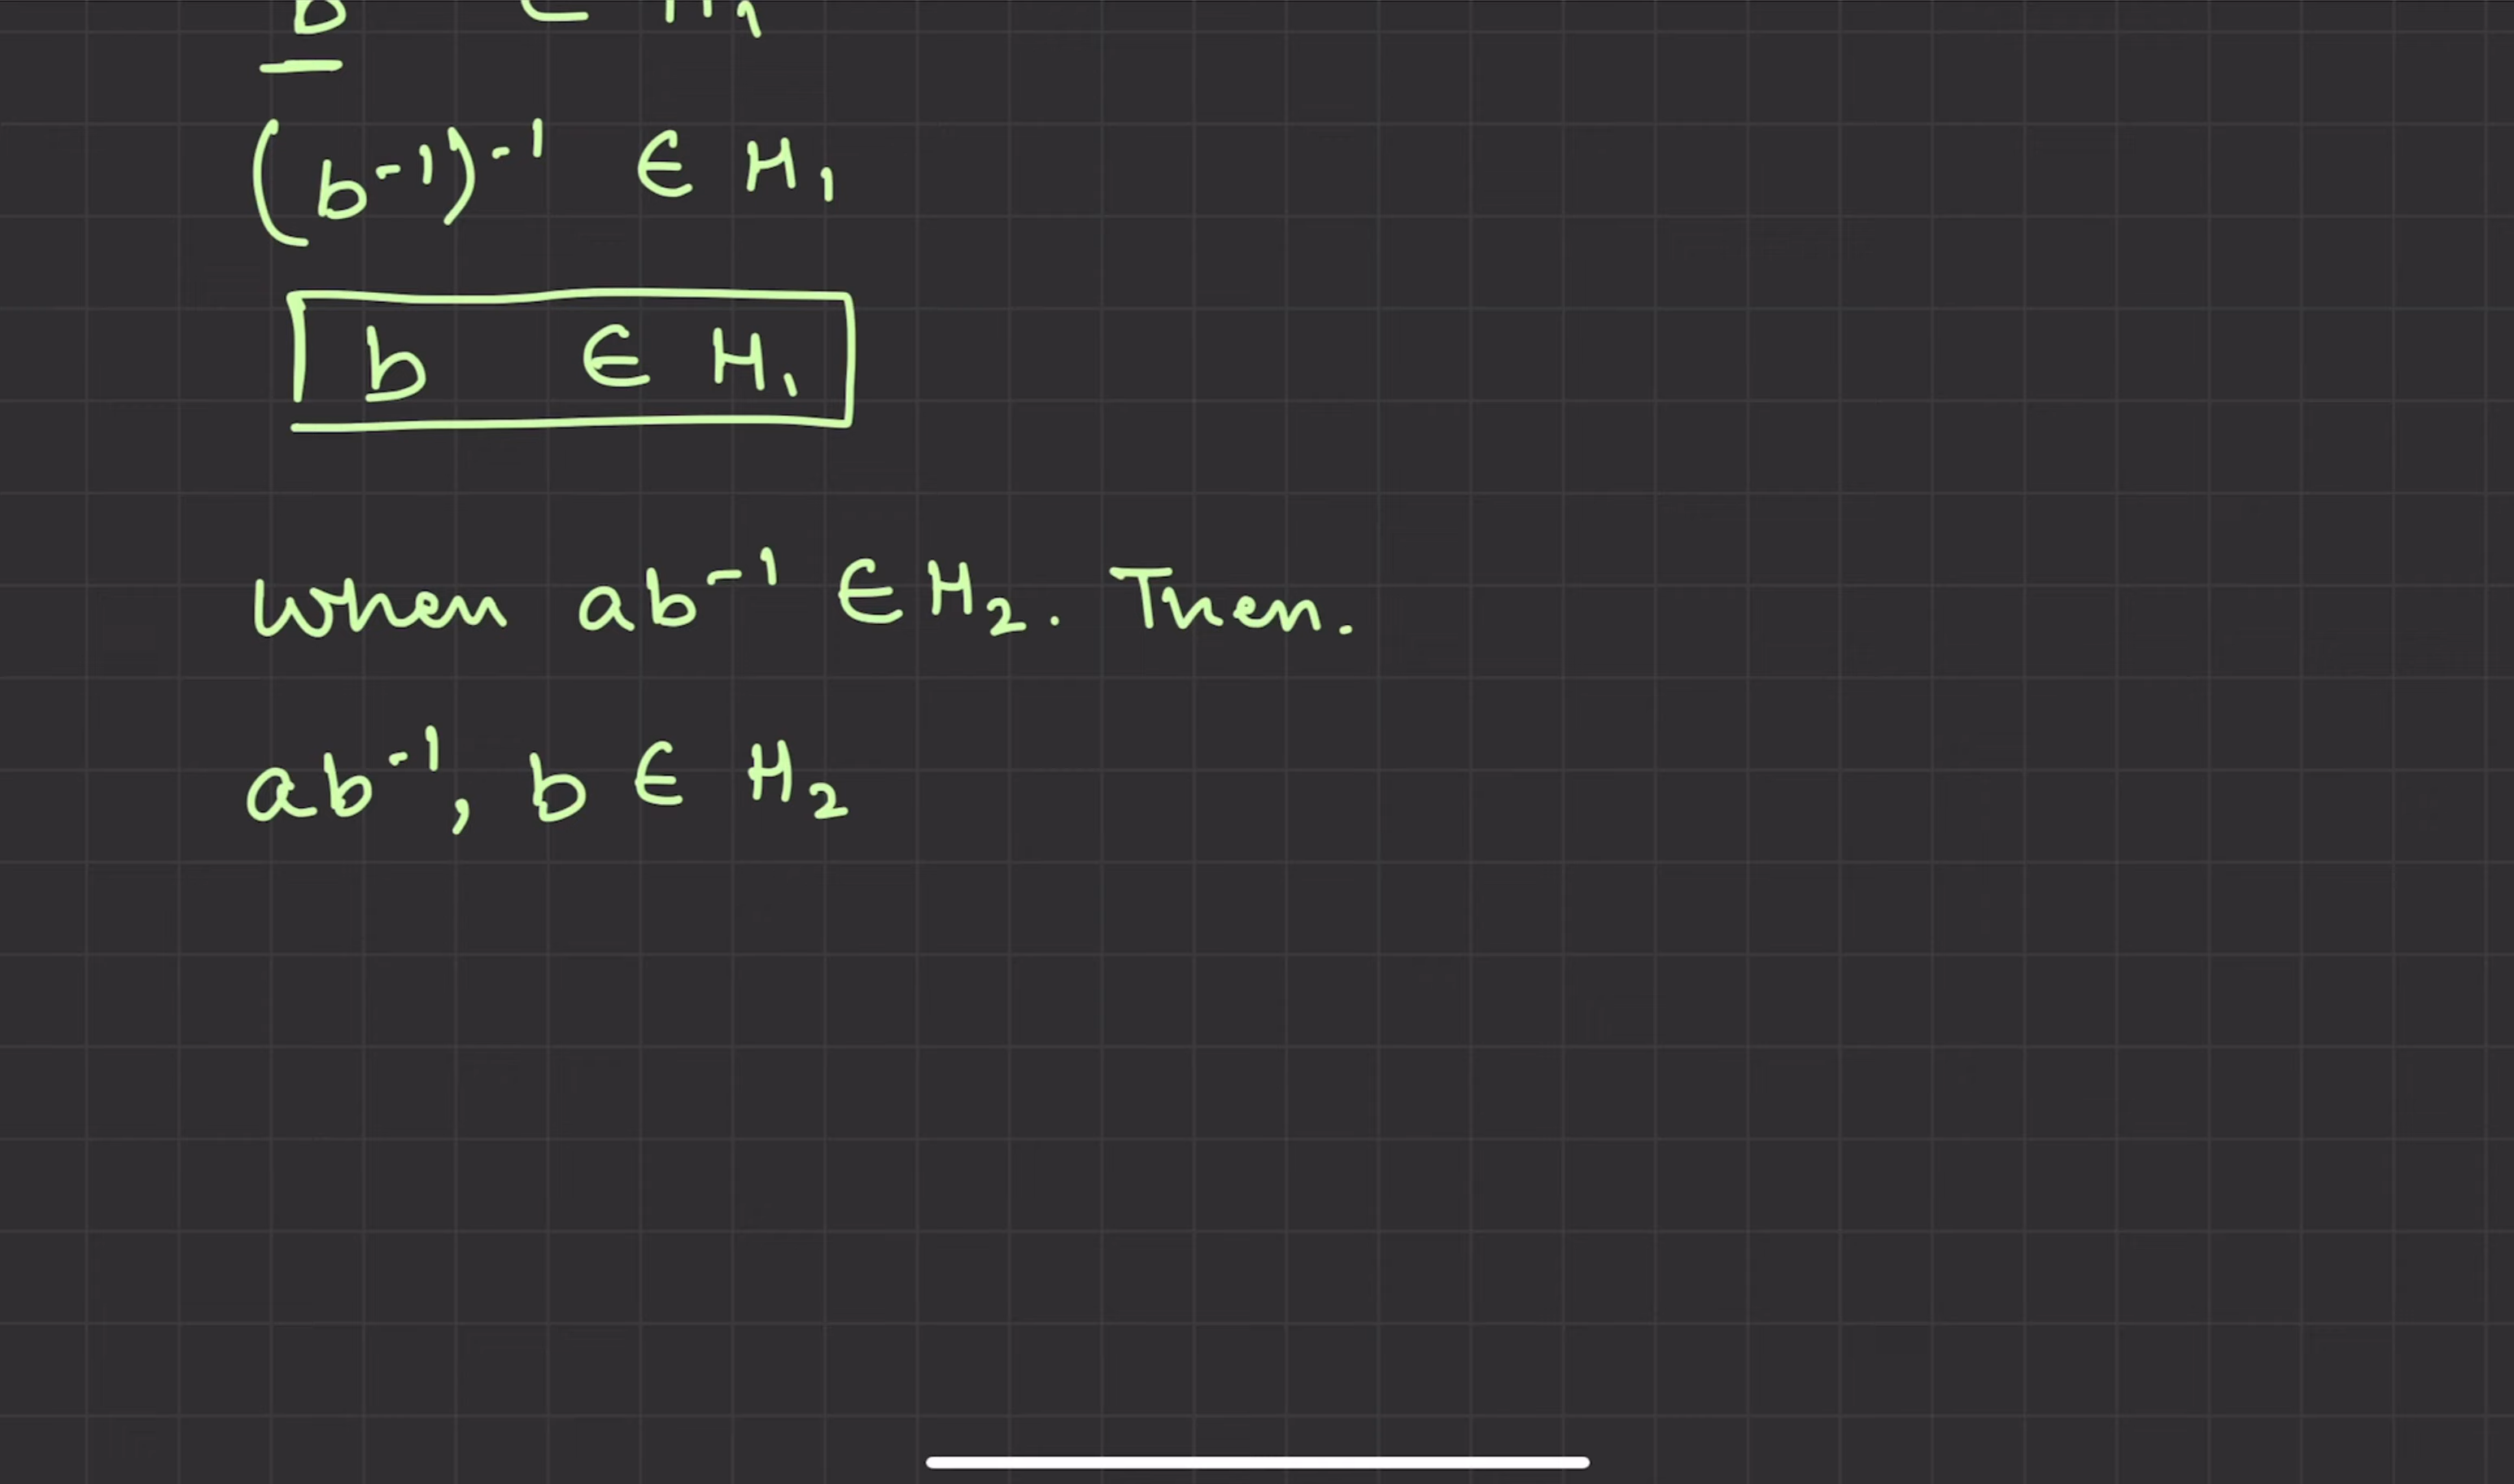 (b⁻¹)⁻¹ ∈ H₁
b ∈ H₁
When ab⁻¹ ∈ H₂. Then.
ab⁻¹, b ∈ H₂